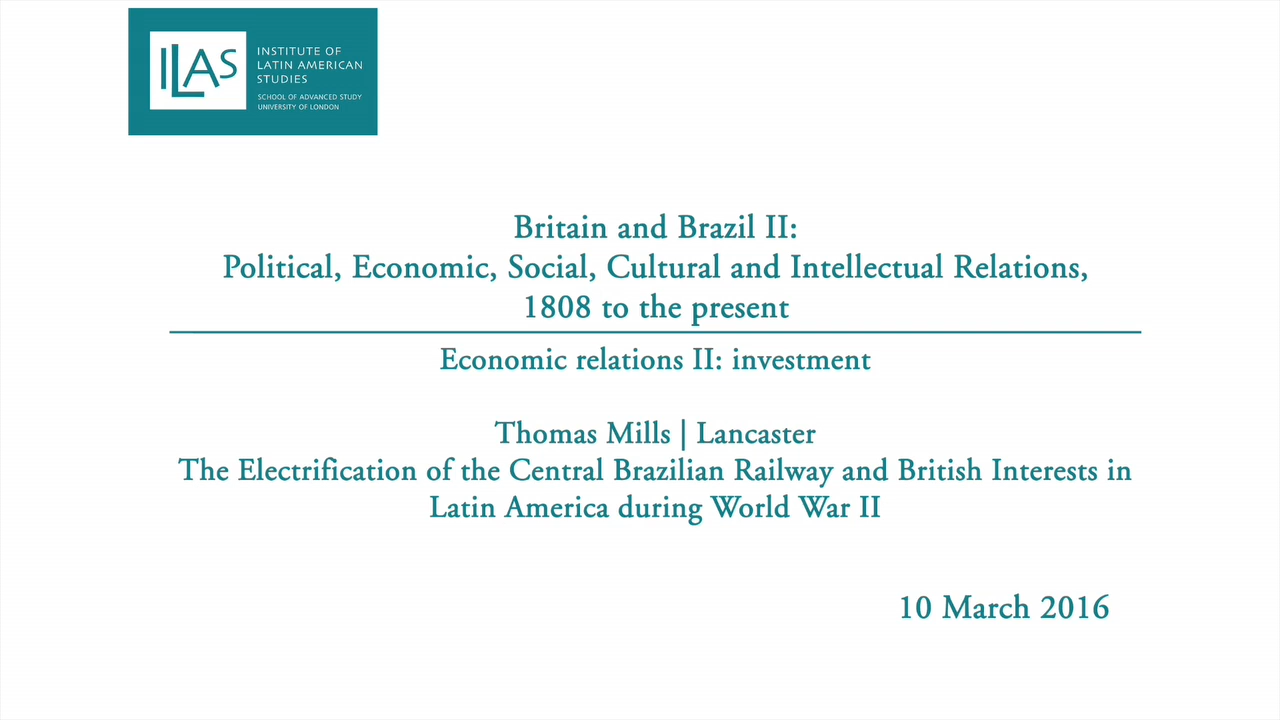 ILAS
INSTITUTE OF
LATIN AMERICAN
STUDIES
SCHOOL OF ADVANCED STUDY
UNIVERSITY OF LONDON
Britain and Brazil II:
Political, Economic, Social, Cultural and Intellectual Relations,
1808 to the present
Economic relations II: investment
Thomas Mills | Lancaster
The Electrification of the Central Brazilian Railway and British Interests in
Latin America during World War II
10 March 2016